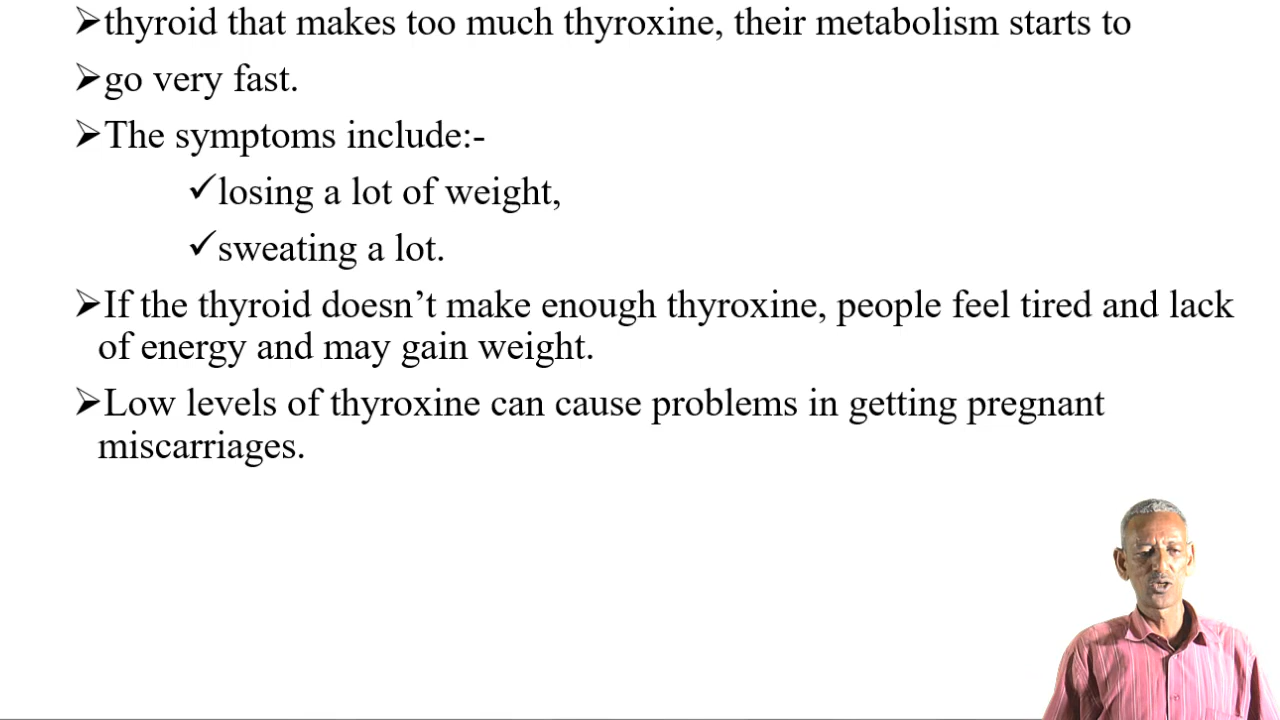 ➢thyroid that makes too much thyroxine, their metabolism starts to
➢go very fast.
➢The symptoms include:-
✓losing a lot of weight,
✓sweating a lot.
➢If the thyroid doesn’t make enough thyroxine, people feel tired and lack
of energy and may gain weight.
➢Low levels of thyroxine can cause problems in getting pregnant
miscarriages.